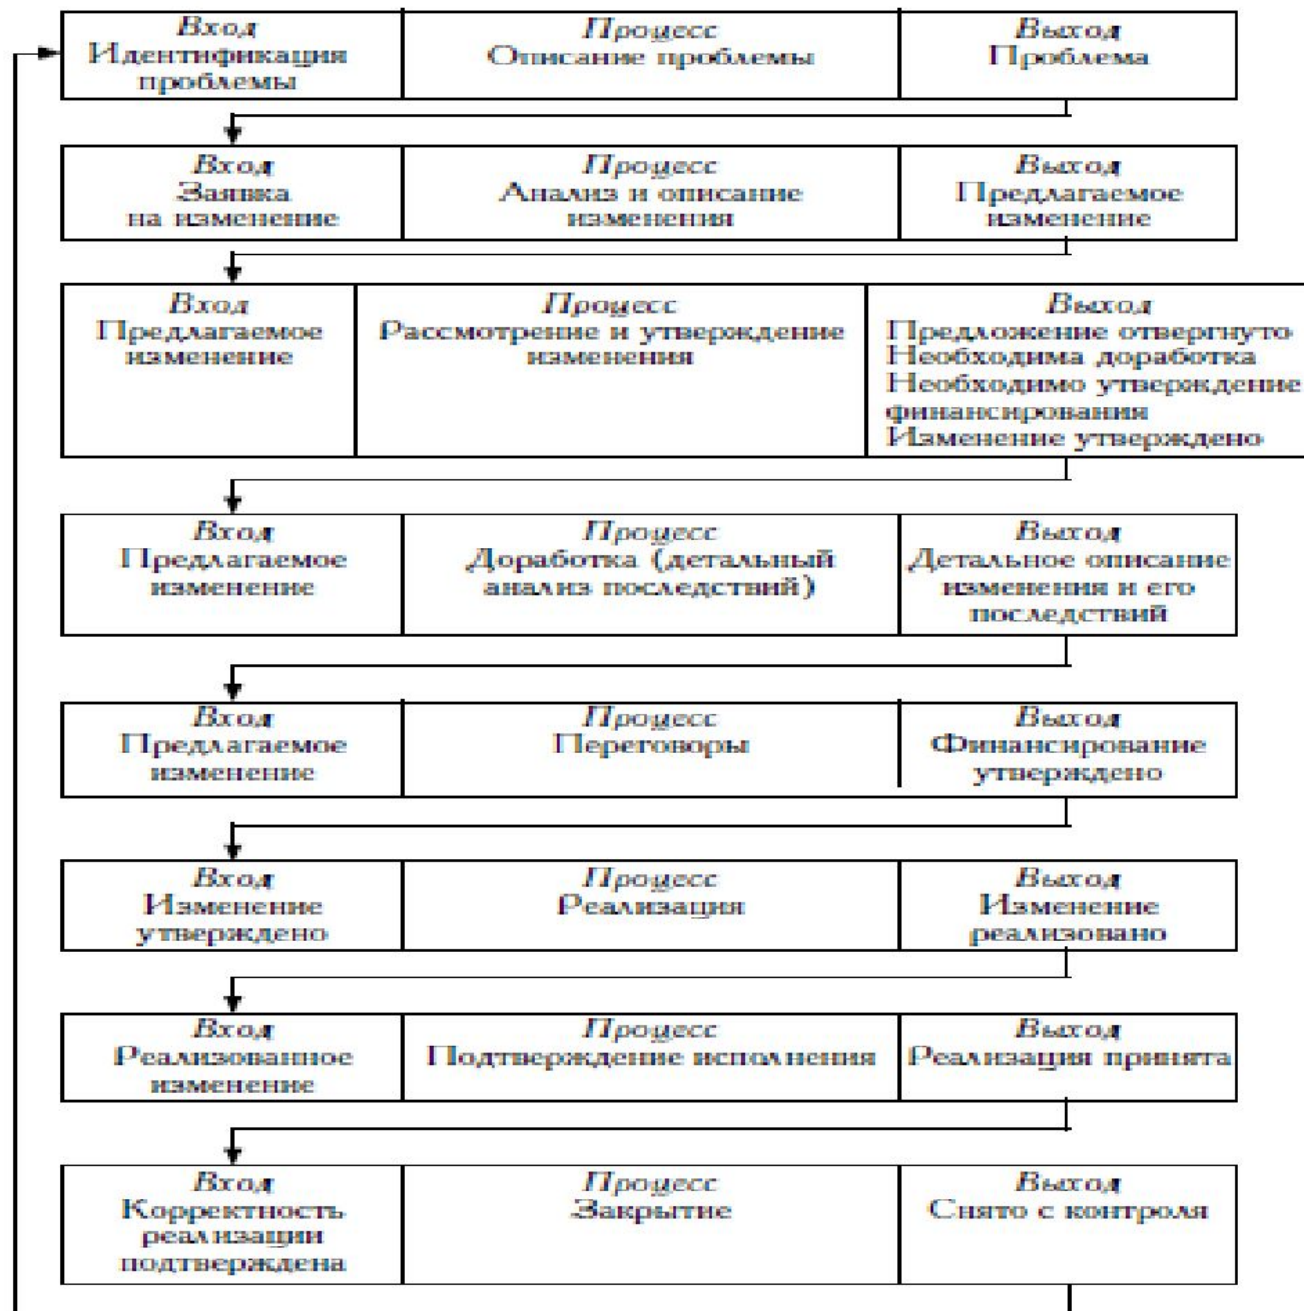 Вход
Идентификация
проблемы
Процесс
Описание проблемы
Выход
Проблема
Вход
Заявка
на изменение
Процесс
Анализ и описание
изменения
Выход
Предлагаемое
изменение
Вход
Предлагаемое
изменение
Процесс
Рассмотрение и утверждение
изменения
Выход
Предложение отвергнуто
Необходима доработка
Необходимо утверждение
финансирования
Изменение утверждено
Вход
Предлагаемое
изменение
Процесс
Доработка (детальный
анализ последствий)
Выход
Детальное описание
изменения и его
последствий
Вход
Предлагаемое
изменение
Процесс
Переговоры
Выход
Финансирование
утверждено
Вход
Изменение
утверждено
Процесс
Реализация
Выход
Изменение
реализовано
Вход
Реализованное
изменение
Процесс
Подтверждение исполнения
Выход
Реализация принята
Вход
Корректность
реализации
подтверждена
Процесс
Закрытие
Выход
Снято с контроля